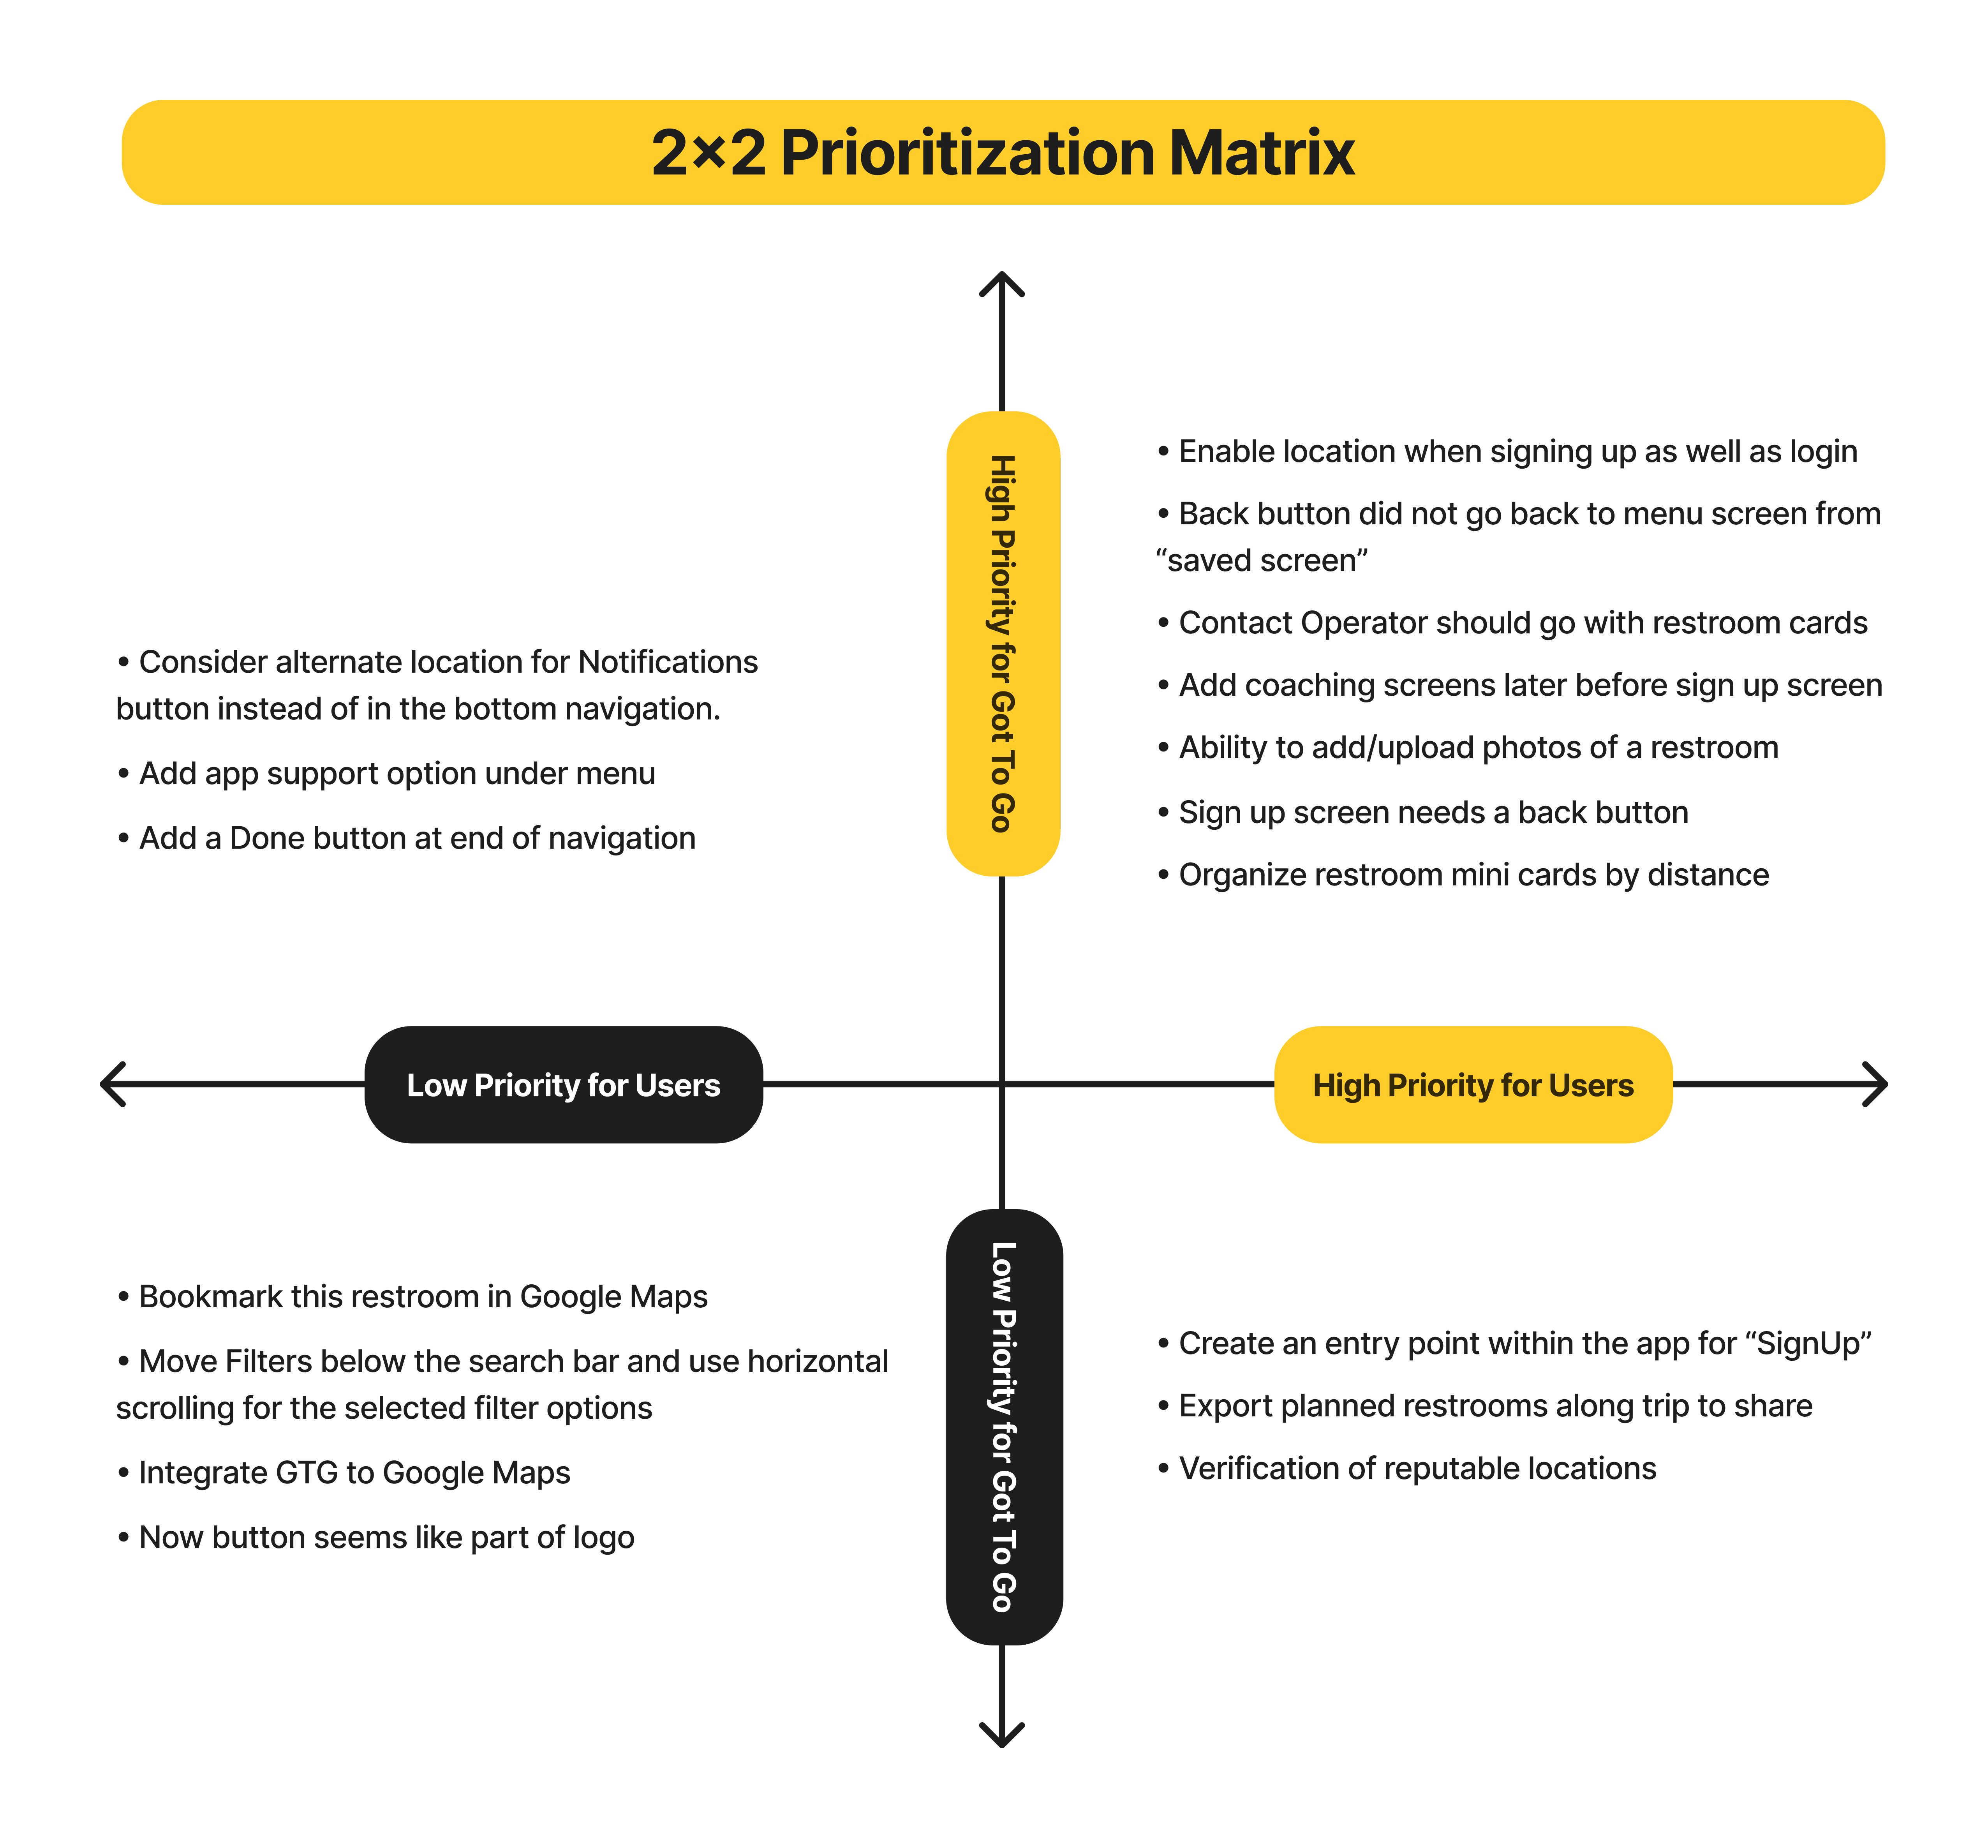 2×2 Prioritization Matrix
High Priority for Got To Go
• Enable location when signing up as well as login
• Back button did not go back to menu screen from
“saved screen”
• Contact Operator should go with restroom cards
• Add coaching screens later before sign up screen
• Ability to add/upload photos of a restroom
• Sign up screen needs a back button
• Organize restroom mini cards by distance
• Consider alternate location for Notifications
button instead of in the bottom navigation.
• Add app support option under menu
• Add a Done button at end of navigation
Low Priority for Users
High Priority for Users
• Bookmark this restroom in Google Maps
• Move Filters below the search bar and use horizontal
scrolling for the selected filter options
• Integrate GTG to Google Maps
• Now button seems like part of logo
Low Priority for Got To Go
• Create an entry point within the app for “SignUp”
• Export planned restrooms along trip to share
• Verification of reputable locations